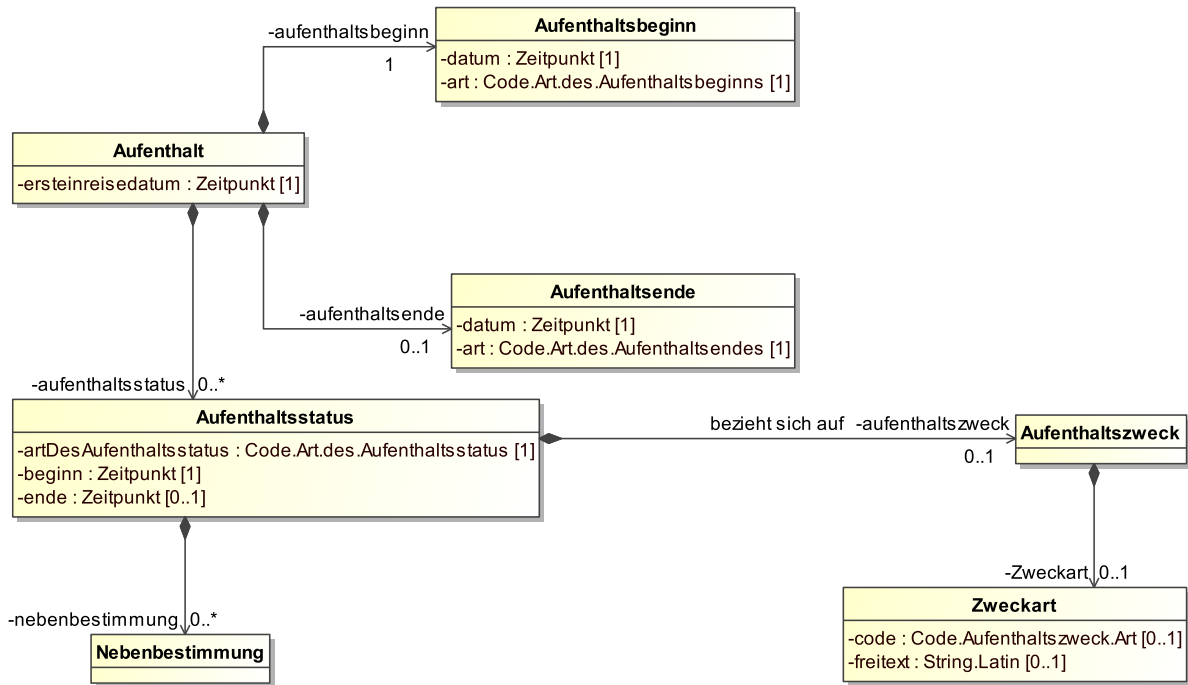 -aufenthaltsbeginn
1
Aufenthaltsbeginn
-datum : Zeitpunkt [1]
-art : Code.Art.des.Aufenthaltsbeginns [1]
Aufenthalt
-ersteinreisedatum : Zeitpunkt [1]
-aufenthaltsende
0..1
Aufenthaltsende
-datum : Zeitpunkt [1]
-art : Code.Art.des.Aufenthaltsendes [1]
-aufenthaltsstatus 0..*
Aufenthaltsstatus
-artDesAufenthaltsstatus : Code.Art.des.Aufenthaltsstatus [1]
-beginn : Zeitpunkt [1]
-ende : Zeitpunkt [0..1]
bezieht sich auf -aufenthaltszweck
0..1
Aufenthaltszweck
-Zweckart 0..1
Zweckart
-code : Code.Aufenthaltszweck.Art [0..1]
-freitext : String.Latin [0..1]
-nebenbestimmung 0..*
Nebenbestimmung